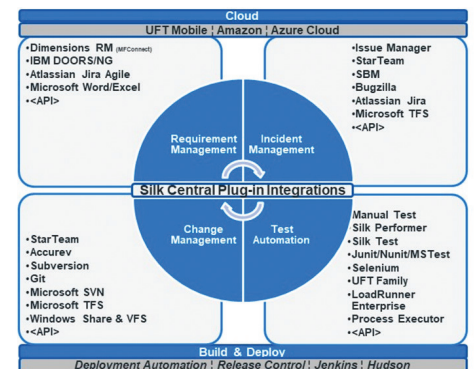 Cloud
UFT Mobile ¦ Amazon ¦ Azure Cloud
•Dimensions RM (MFConnect)
•IBM DOORS/NG
•Atlassian Jira Agile
•Microsoft Word/Excel
•<API>
•Issue Manager
•StarTeam
•SBM
•Bugzilla
•Atlassian Jira
•Microsoft TFS
•<API>
Requirement
Management
Incident
Management
Silk Central Plug-in Integrations
Change
Management
Test
Automation
•StarTeam
•Accurev
•Subversion
•Git
•Microsoft SVN
•Microsoft TFS
•Windows Share & VFS
•<API>
Manual Test
Silk Performer
•Silk Test
•Junit/Nunit/MSTest
•Selenium
•UFT Family
•LoadRunner
Enterprise
•Process Executor
•<API>
Build & Deploy
Deployment Automation ¦ Release Control ¦ Jenkins ¦ Hudson